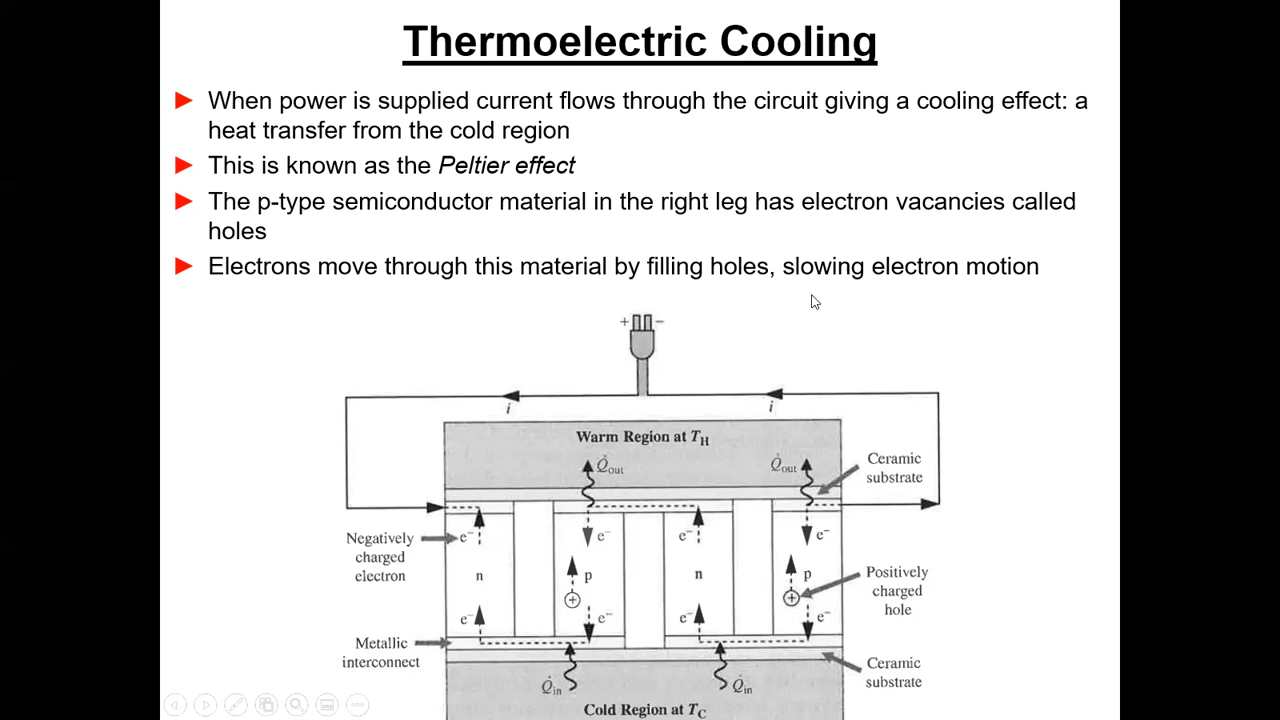 Thermoelectric Cooling
When power is supplied current flows through the circuit giving a cooling effect: a
heat transfer from the cold region
This is known as the Peltier effect
The p-type semiconductor material in the right leg has electron vacancies called
holes
Electrons move through this material by filling holes, slowing electron motion
+ −
i
i
Warm Region at T_H
Q̇_out
Q̇_out
Ceramic
substrate
Negatively
charged
electron
e⁻
e⁻
e⁻
e⁻
n
p
n
p
+
+
Positively
charged
hole
e⁻
e⁻
e⁻
e⁻
Metallic
interconnect
Ceramic
substrate
Q̇_in
Q̇_in
Cold Region at T_C